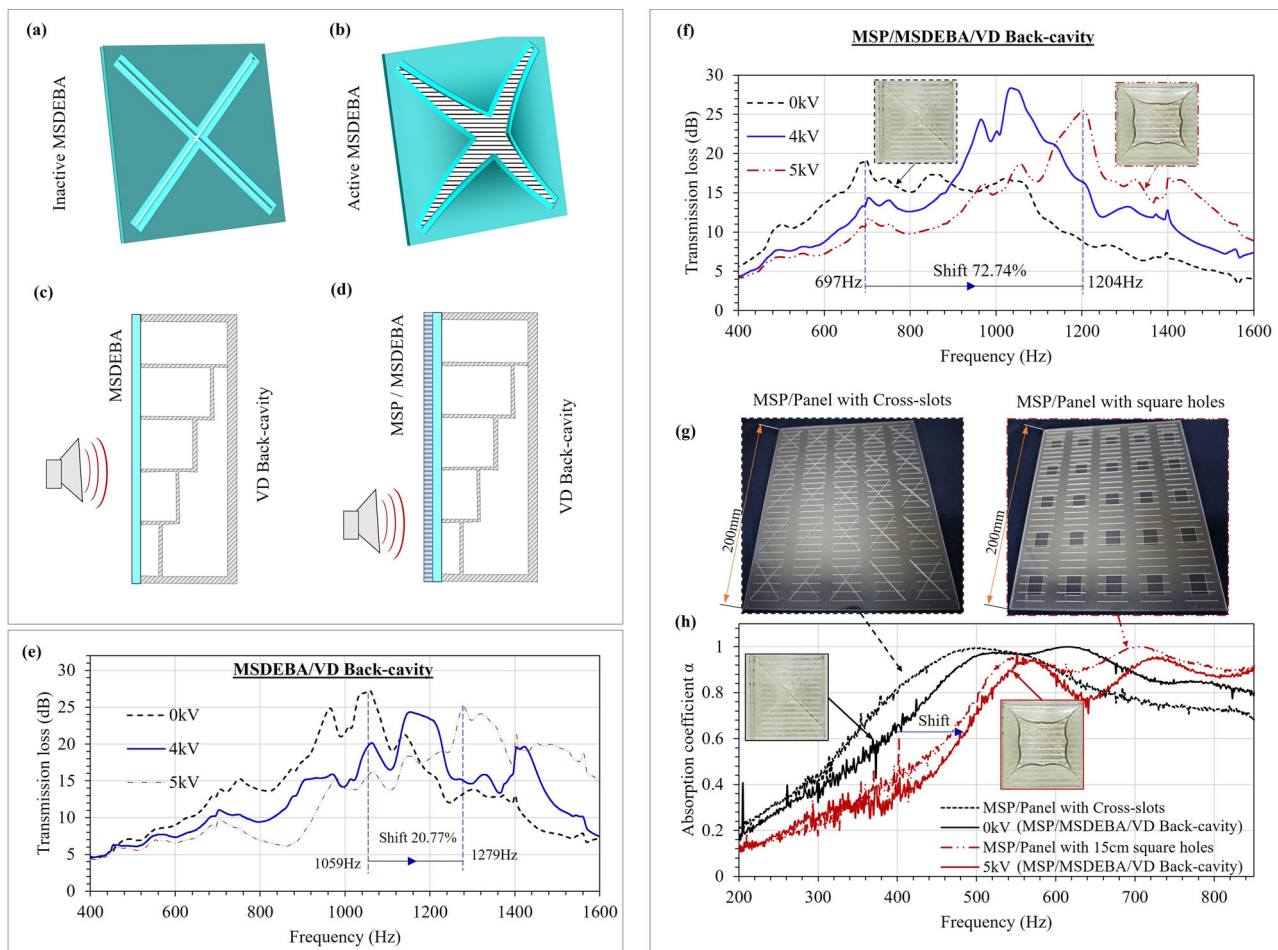 (a)
Inactive MSDEBA
(b)
Active MSDEBA
(c)
MSDEBA
VD Back-cavity
(d)
MSP / MSDEBA
VD Back-cavity
(e)
MSDEBA/VD Back-cavity
Transmission loss (dB)
30
25
20
15
10
5
0
0kV
4kV
5kV
Shift 20.77%
1059Hz
1279Hz
400
600
800
1000
1200
1400
1600
Frequency (Hz)
(f)
MSP/MSDEBA/VD Back-cavity
Transmission loss (dB)
30
25
20
15
10
5
0
0kV
4kV
5kV
Shift 72.74%
697Hz
1204Hz
400
600
800
1000
1200
1400
1600
Frequency (Hz)
(g)
MSP/Panel with Cross-slots
200mm
MSP/Panel with square holes
200mm
(h)
Absorption coefficient α
1
0.8
0.6
0.4
0.2
0
Shift
MSP/Panel with Cross-slots
0kV (MSP/MSDEBA/VD Back-cavity)
MSP/Panel with 15cm square holes
5kV (MSP/MSDEBA/VD Back-cavity)
200
300
400
500
600
700
800
Frequency (Hz)